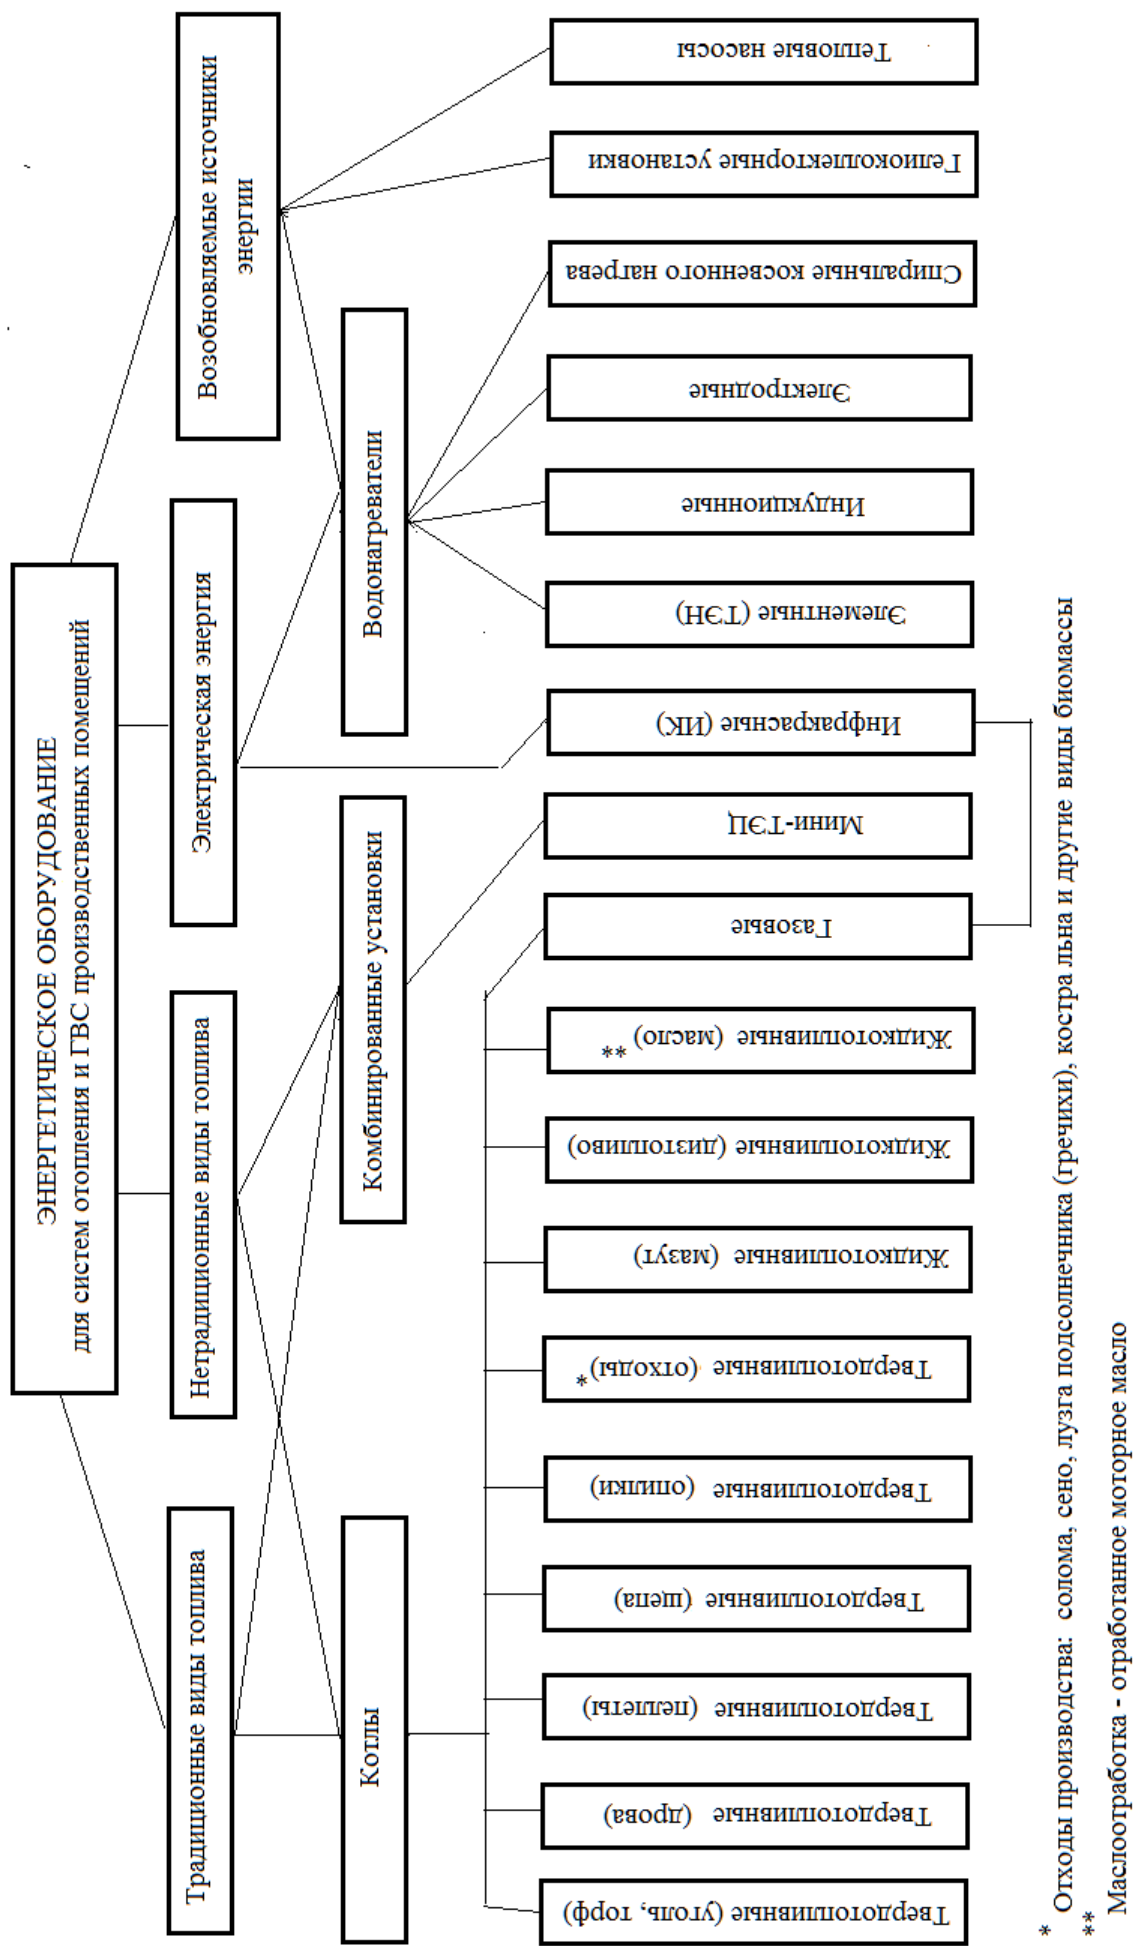 ЭНЕРГЕТИЧЕСКОЕ ОБОРУДОВАНИЕ
для систем отопления и ГВС производственных помещений
Традиционные виды топлива
Нетрадиционные виды топлива
Электрическая энергия
Возобновляемые источники
энергии
Котлы
Комбинированные установки
Водонагреватели
Твердотопливные (уголь, торф)
Твердотопливные (дрова)
Твердотопливные (пеллеты)
Твердотопливные (щепа)
Твердотопливные (опилки)
Твердотопливные (отходы)*
Жидкотопливные (мазут)
Жидкотопливные (дизтопливо)
Жидкотопливные (масло) **
Газовые
Мини-ТЭЦ
Инфракрасные (ИК)
Элементные (ТЭН)
Индукционные
Электродные
Спиральные косвенного нагрева
Гелиоколлекторные установки
Тепловые насосы
* Отходы производства: солома, сено, лузга подсолнечника (гречихи), костра льна и другие виды биомассы
** Маслоотработка - отработанное моторное масло